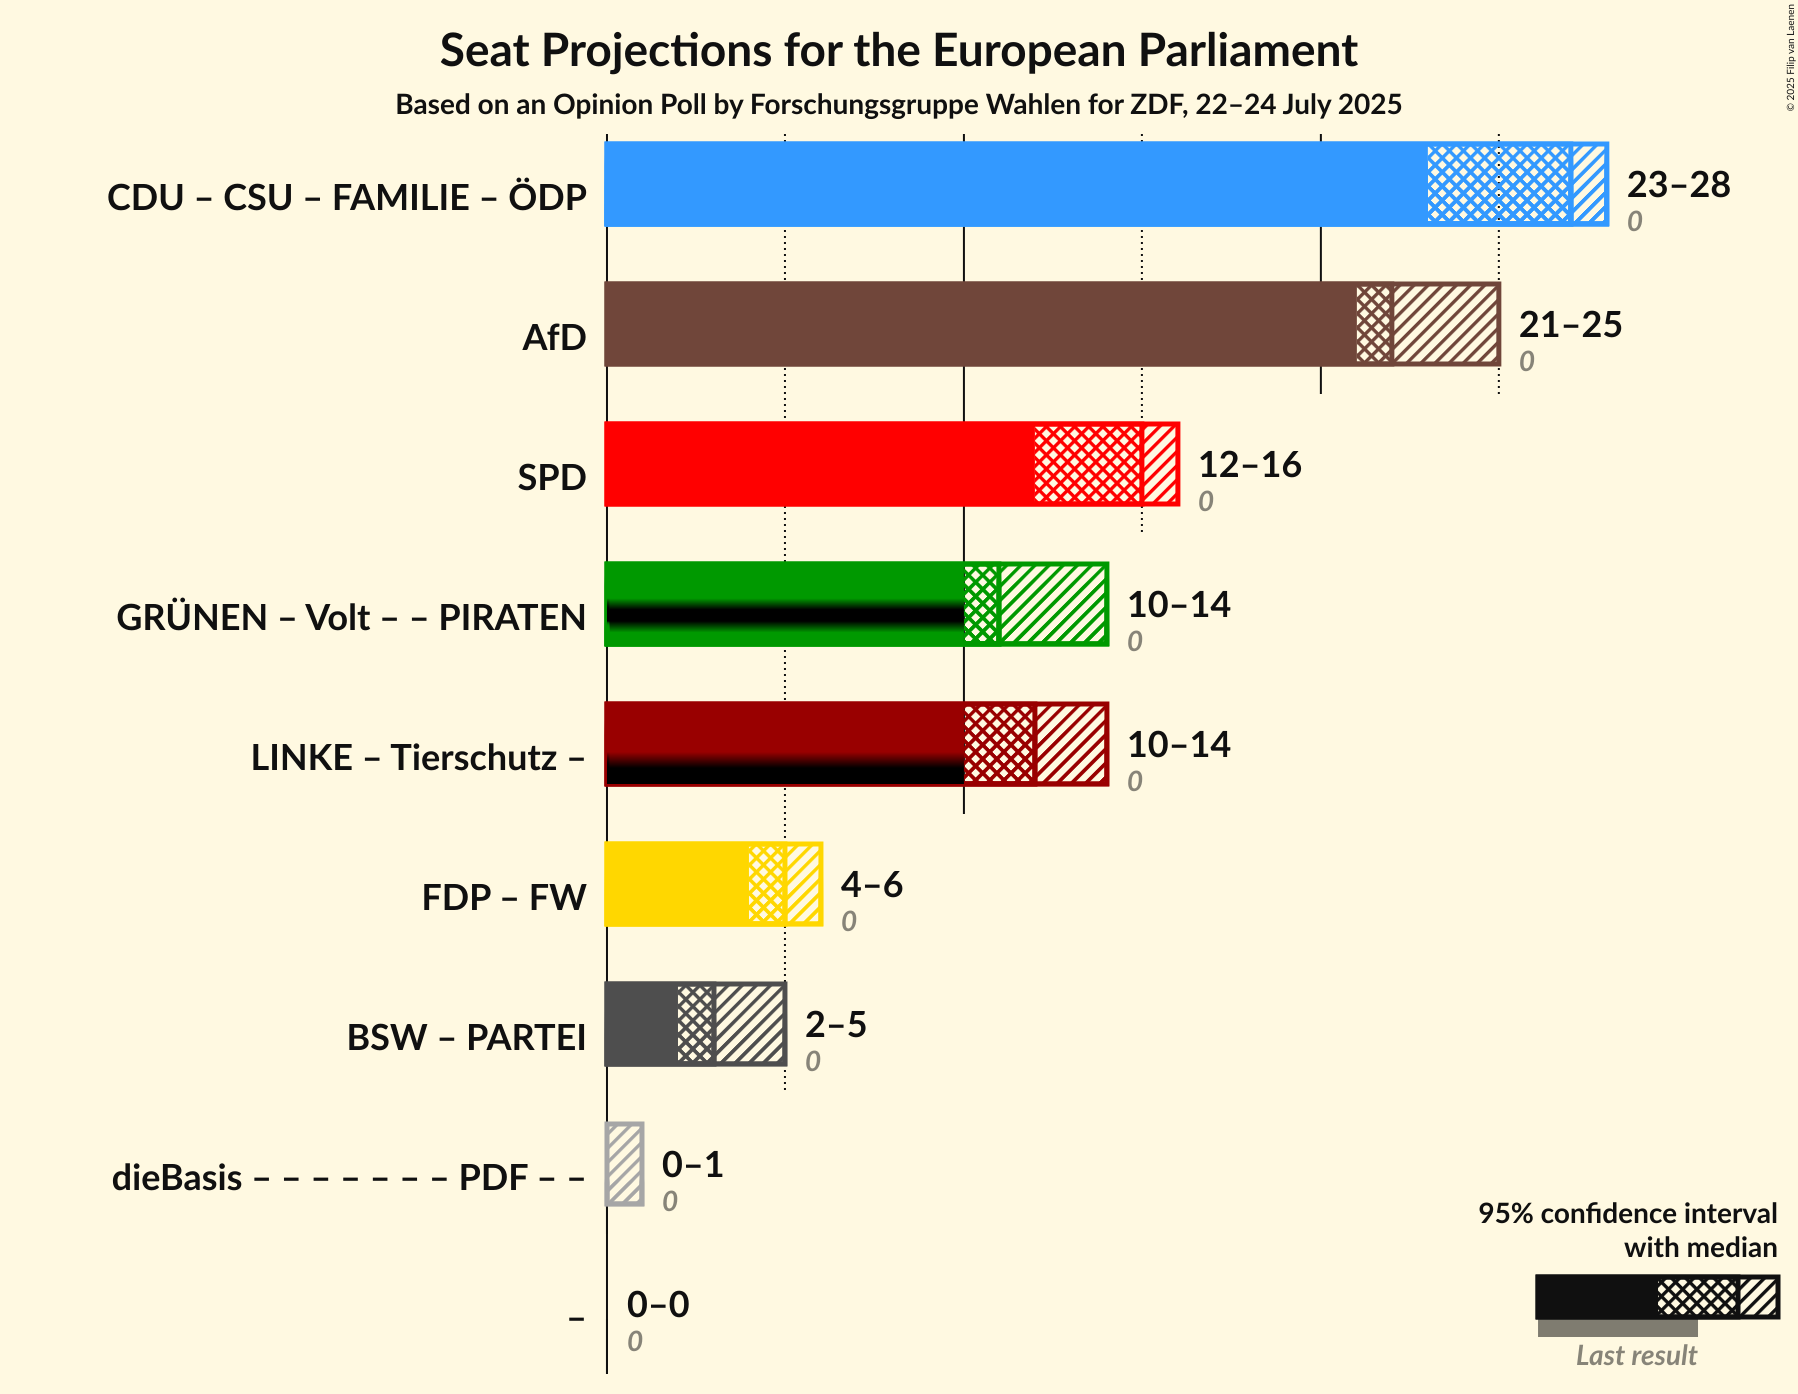 Seat Projections for the European Parliament
Based on an Opinion Poll by Forschungsgruppe Wahlen for ZDF, 22–24 July 2025
© 2025 Filip van Laenen
CDU – CSU – FAMILIE – ÖDP
23–28
0
AfD
21–25
0
SPD
12–16
0
GRÜNEN – Volt – – PIRATEN
10–14
0
LINKE – Tierschutz –
10–14
0
FDP – FW
4–6
0
BSW – PARTEI
2–5
0
dieBasis – – – – – – – PDF – –
0–1
0
–
0–0
0
95% confidence interval
with median
Last result